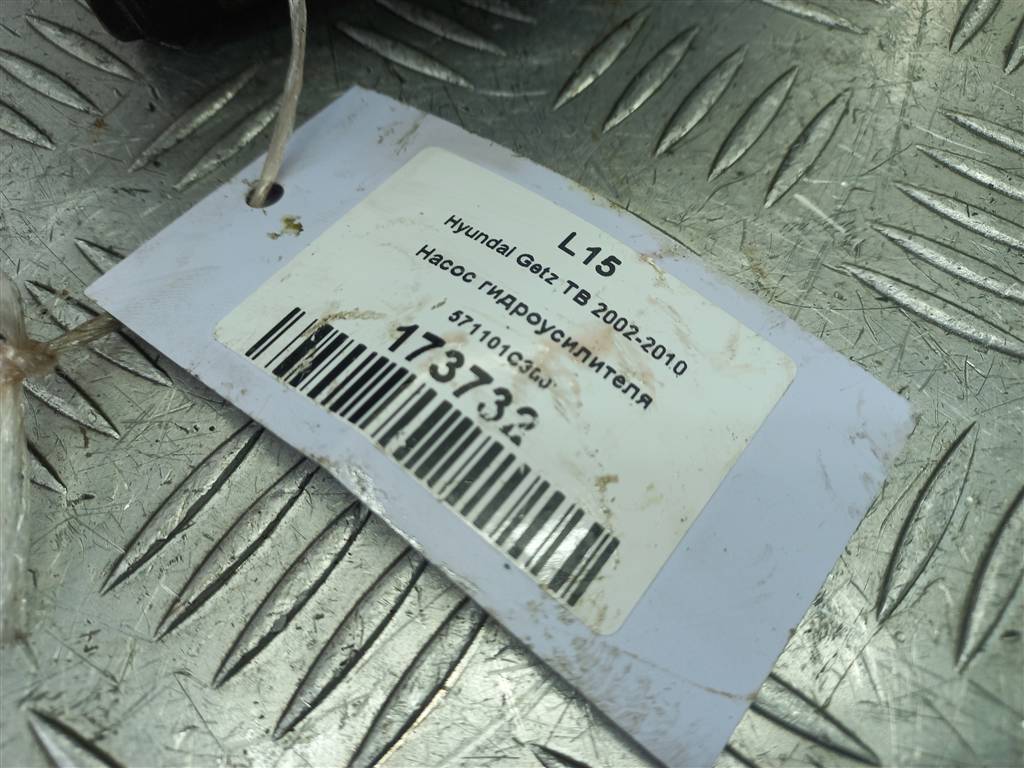 L15
Hyundai Getz TB 2002-2010
Насос гидроусилителя
173732